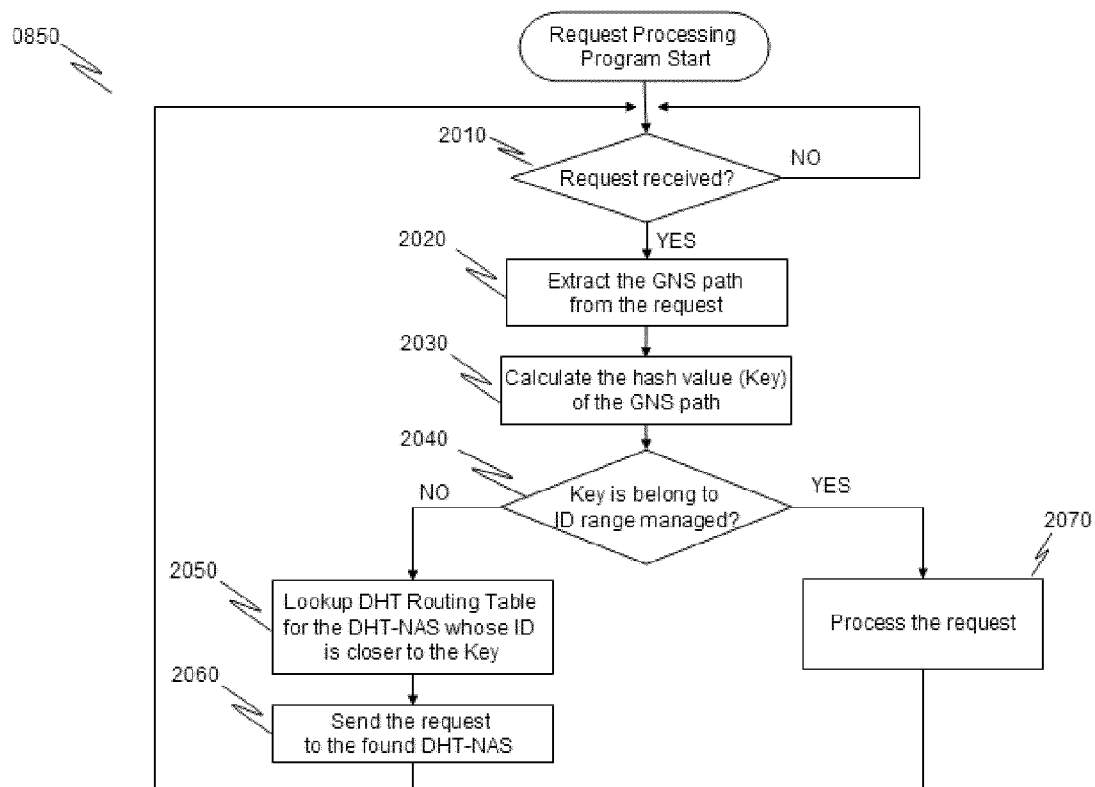 0850
Request Processing
Program Start
2010
NO
Request received?
YES
2020
Extract the GNS path
from the request
2030
Calculate the hash value (Key)
of the GNS path
2040
NO
YES
Key is belong to
ID range managed?
2070
2050
Lookup DHT Routing Table
for the DHT-NAS whose ID
is closer to the Key
Process the request
2060
Send the request
to the found DHT-NAS